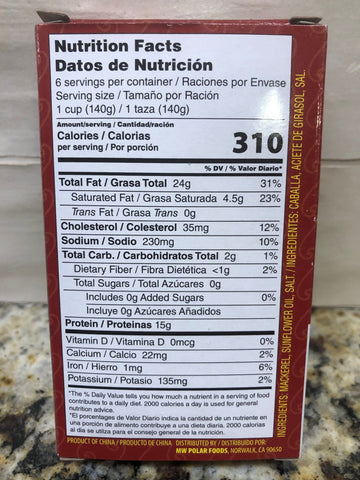 Nutrition Facts
Datos de Nutrición
6 servings per container / Raciones por Envase
Serving size / Tamaño por Ración
1 cup (140g) / 1 taza (140g)
Amount/serving / Cantidad/ración
Calories / Calorias
per serving / Por porción 310
% DV / % Valor Diario*
Total Fat / Grasa Total 24g 31%
Saturated Fat / Grasa Saturada 4.5g 23%
Trans Fat / Grasa Trans 0g
Cholesterol / Colesterol 35mg 12%
Sodium / Sodio 230mg 10%
Total Carb. / Carbohidratos Total 2g 1%
Dietary Fiber / Fibra Dietética <1g 2%
Total Sugars / Total Azúcares 0g
Includes 0g Added Sugars 0%
Incluye 0g Azúcares Añadidos
Protein / Proteinas 15g
Vitamin D / Vitamina D 0mcg 0%
Calcium / Calcio 22mg 2%
Iron / Hierro 1mg 6%
Potassium / Potasio 135mg 2%
*The % Daily Value tells you how much a nutrient in a serving of food
contributes to a daily diet. 2000 calories a day is used for general
nutrition advice.
*El porcentajes de Valor Diario indica la cantidad de un nutriente en
una porción de alimento contribuye a una dieta diaria. 2000 calorias
al dia se utiliza para el consejo general de la nutrición.
PRODUCT OF CHINA / PRODUCTO DE CHINA DISTRIBUTED BY / DISTRIBUIDO POR:
MW POLAR FOODS. NORWALK, CA 90650
INGREDIENTS: MACKEREL, SUNFLOWER OIL, SALT / INGREDIENTES: CABALLA, ACIETE DE GIRASOL, SAL.